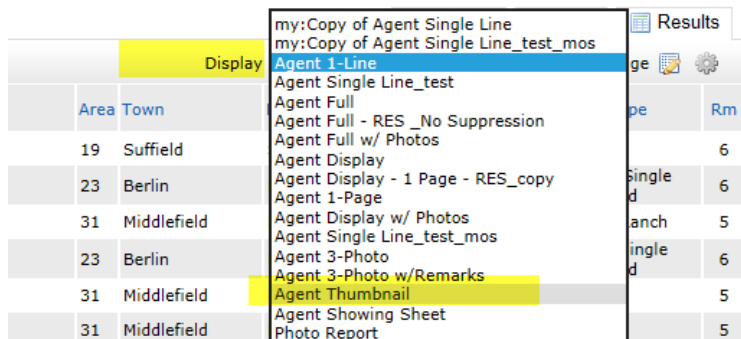 Results
Display
my:Copy of Agent Single Line
my:Copy of Agent Single Line_test_mos
Agent 1-Line
Agent Single Line_test
Agent Full
Agent Full - RES _No Suppression
Agent Full w/ Photos
Agent Display
Agent Display - 1 Page - RES_copy
Agent 1-Page
Agent Display w/ Photos
Agent Single Line_test_mos
Agent 3-Photo
Agent 3-Photo w/Remarks
Agent Thumbnail
Agent Showing Sheet
Photo Report
ge
Area Town pe Rm
19 Suffield 6
23 Berlin Single d 6
31 Middlefield anch 5
23 Berlin ingle d 6
31 Middlefield 5
31 Middlefield 5